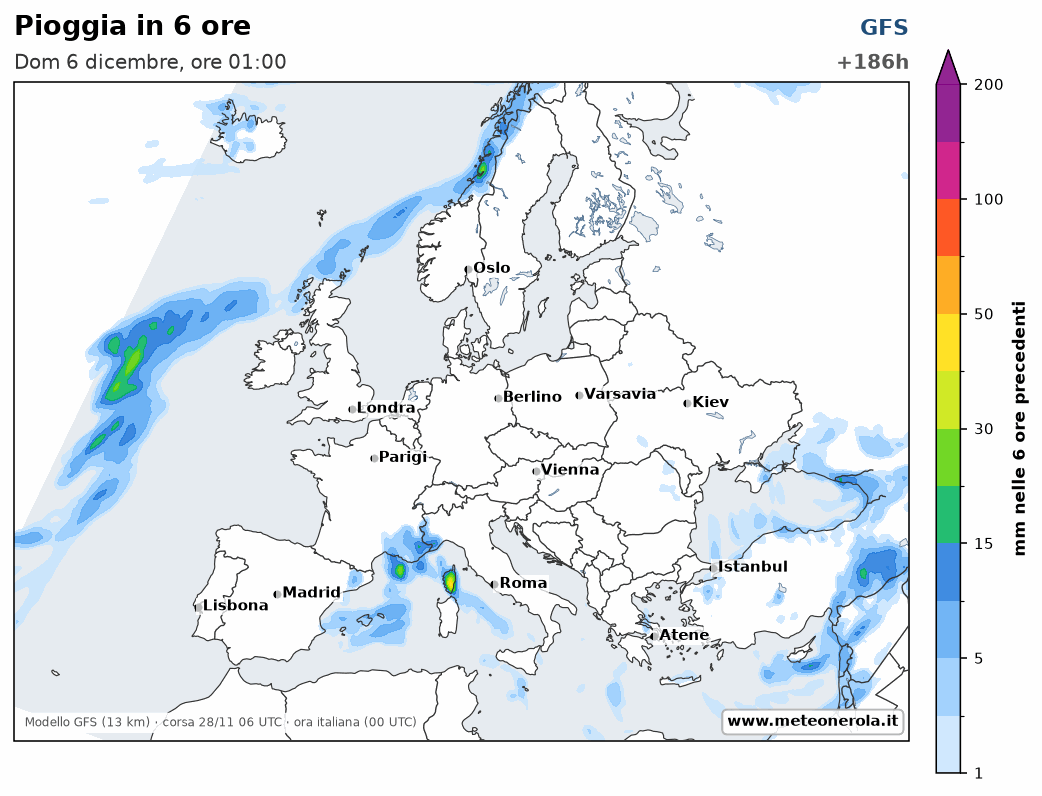 Pioggia in 6 ore
GFS
Dom 6 dicembre, ore 01:00
+186h
200
100
50
30
15
5
1
mm nelle 6 ore precedenti
Oslo
Berlino
Varsavia
Kiev
Londra
Parigi
Vienna
Istanbul
Roma
Madrid
Lisbona
Atene
Modello GFS (13 km) · corsa 28/11 06 UTC · ora italiana (00 UTC)
www.meteonerola.it